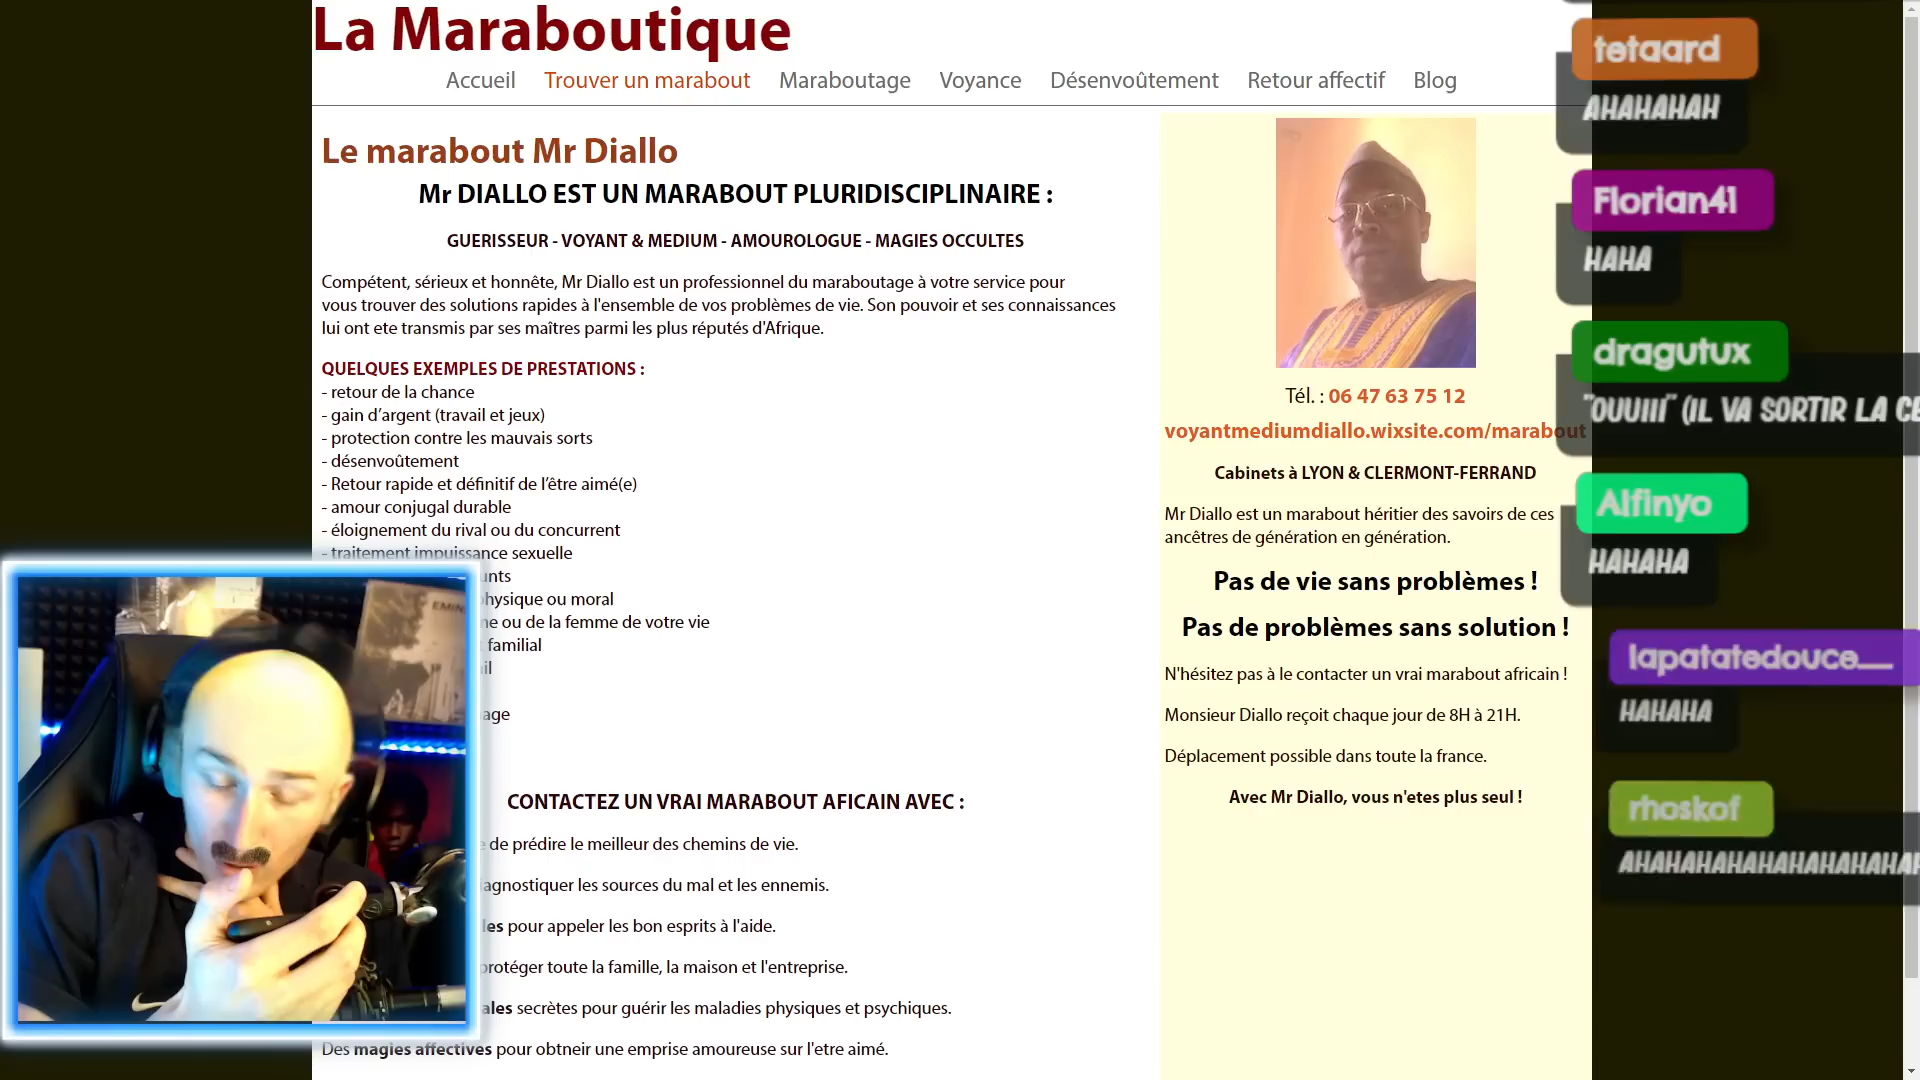 La Maraboutique
Accueil Trouver un marabout Maraboutage Voyance Désenvoûtement Retour affectif Blog
Le marabout Mr Diallo
Mr DIALLO EST UN MARABOUT PLURIDISCIPLINAIRE :
GUERISSEUR - VOYANT & MEDIUM - AMOUROLOGUE - MAGIES OCCULTES
Compétent, sérieux et honnête, Mr Diallo est un professionnel du maraboutage à votre service pour
vous trouver des solutions rapides à l'ensemble de vos problèmes de vie. Son pouvoir et ses connaissances
lui ont ete transmis par ses maîtres parmi les plus réputés d'Afrique.
QUELQUES EXEMPLES DE PRESTATIONS :
- retour de la chance
- gain d’argent (travail et jeux)
- protection contre les mauvais sorts
- désenvoûtement
- Retour rapide et définitif de l’être aimé(e)
- amour conjugal durable
- éloignement du rival ou du concurrent
- traitement impuissance sexuelle
physique ou moral
ou de la femme de votre vie
familial
CONTACTEZ UN VRAI MARABOUT AFICAIN AVEC :
de prédire le meilleur des chemins de vie.
les sources du mal et les ennemis.
pour appeler les bon esprits à l'aide.
protéger toute la famille, la maison et l'entreprise.
secrètes pour guérir les maladies physiques et psychiques.
Des magies affectives pour obtneir une emprise amoureuse sur l'etre aimé.
Tél. : 06 47 63 75 12
voyantmediumdiallo.wixsite.com/marabout
Cabinets à LYON & CLERMONT-FERRAND
Mr Diallo est un marabout héritier des savoirs de ces
ancêtres de génération en génération.
Pas de vie sans problèmes !
Pas de problèmes sans solution !
N'hésitez pas à le contacter un vrai marabout africain !
Monsieur Diallo reçoit chaque jour de 8H à 21H.
Déplacement possible dans toute la france.
Avec Mr Diallo, vous n'etes plus seul !
tetaard
AHAHAHAH
Florian41
HAHA
dragutux
"OUUIII" (IL VA SORTIR LA
Alfinyo
HAHAHA
lapatatedouce__
HAHAHA
rhoskof
AHAHAHAHAHAHAHAHAH